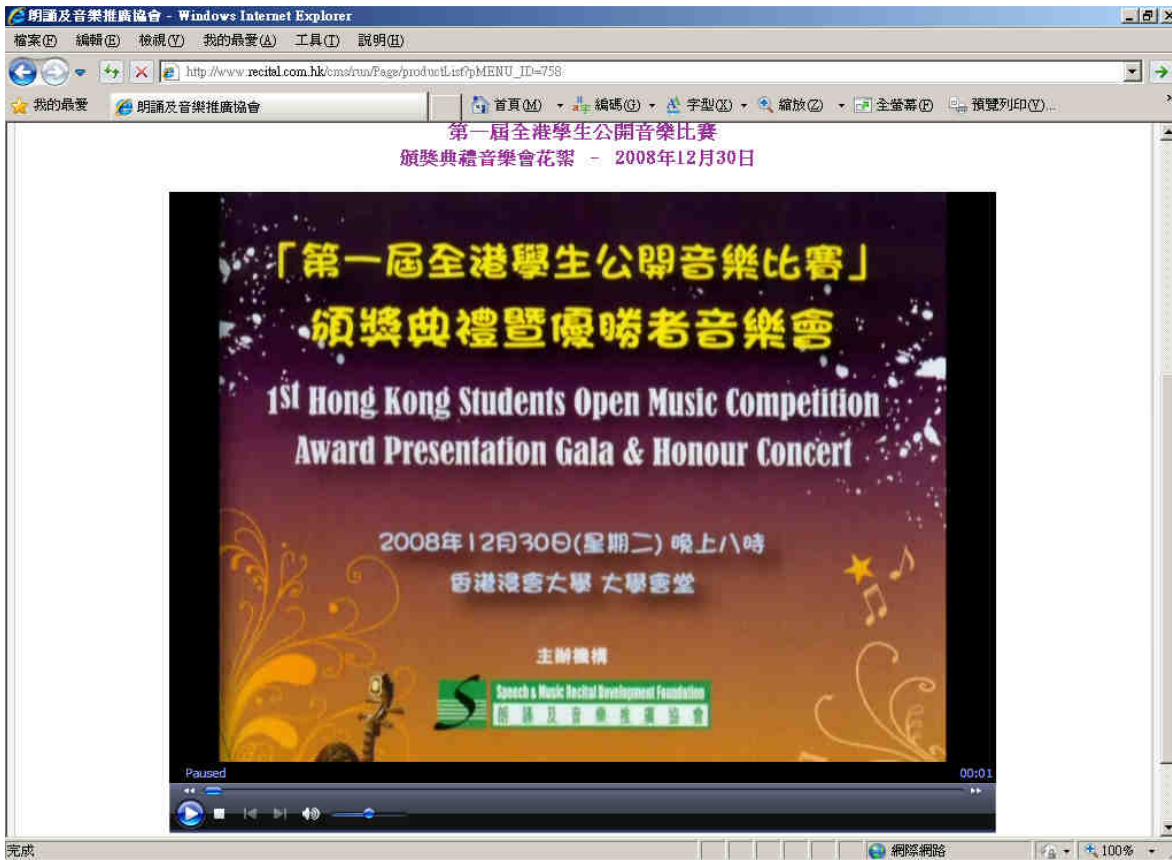 朗誦及音樂推廣協會 - Windows Internet Explorer
檔案(F) 編輯(E) 檢視(V) 我的最愛(A) 工具(T) 說明(H)
http://www.recital.com.hk/cms/run/Page/productList?pMENU_ID=758
我的最愛 朗誦及音樂推廣協會 首頁(M) 編碼(G) 字型(X) 縮放(Z) 全螢幕(F) 預覽列印(V)...
第一屆全港學生公開音樂比賽
頒獎典禮音樂會花絮 - 2008年12月30日
「第一屆全港學生公開音樂比賽」
頒獎典禮暨優勝者音樂會
1st Hong Kong Students Open Music Competition
Award Presentation Gala & Honour Concert
2008年12月30日(星期二) 晚上八時
香港浸會大學 大學會堂
主辦機構
Speech & Music Recital Development Foundation
朗誦及音樂推廣協會
Paused 00:01
完成 網際網路 100%